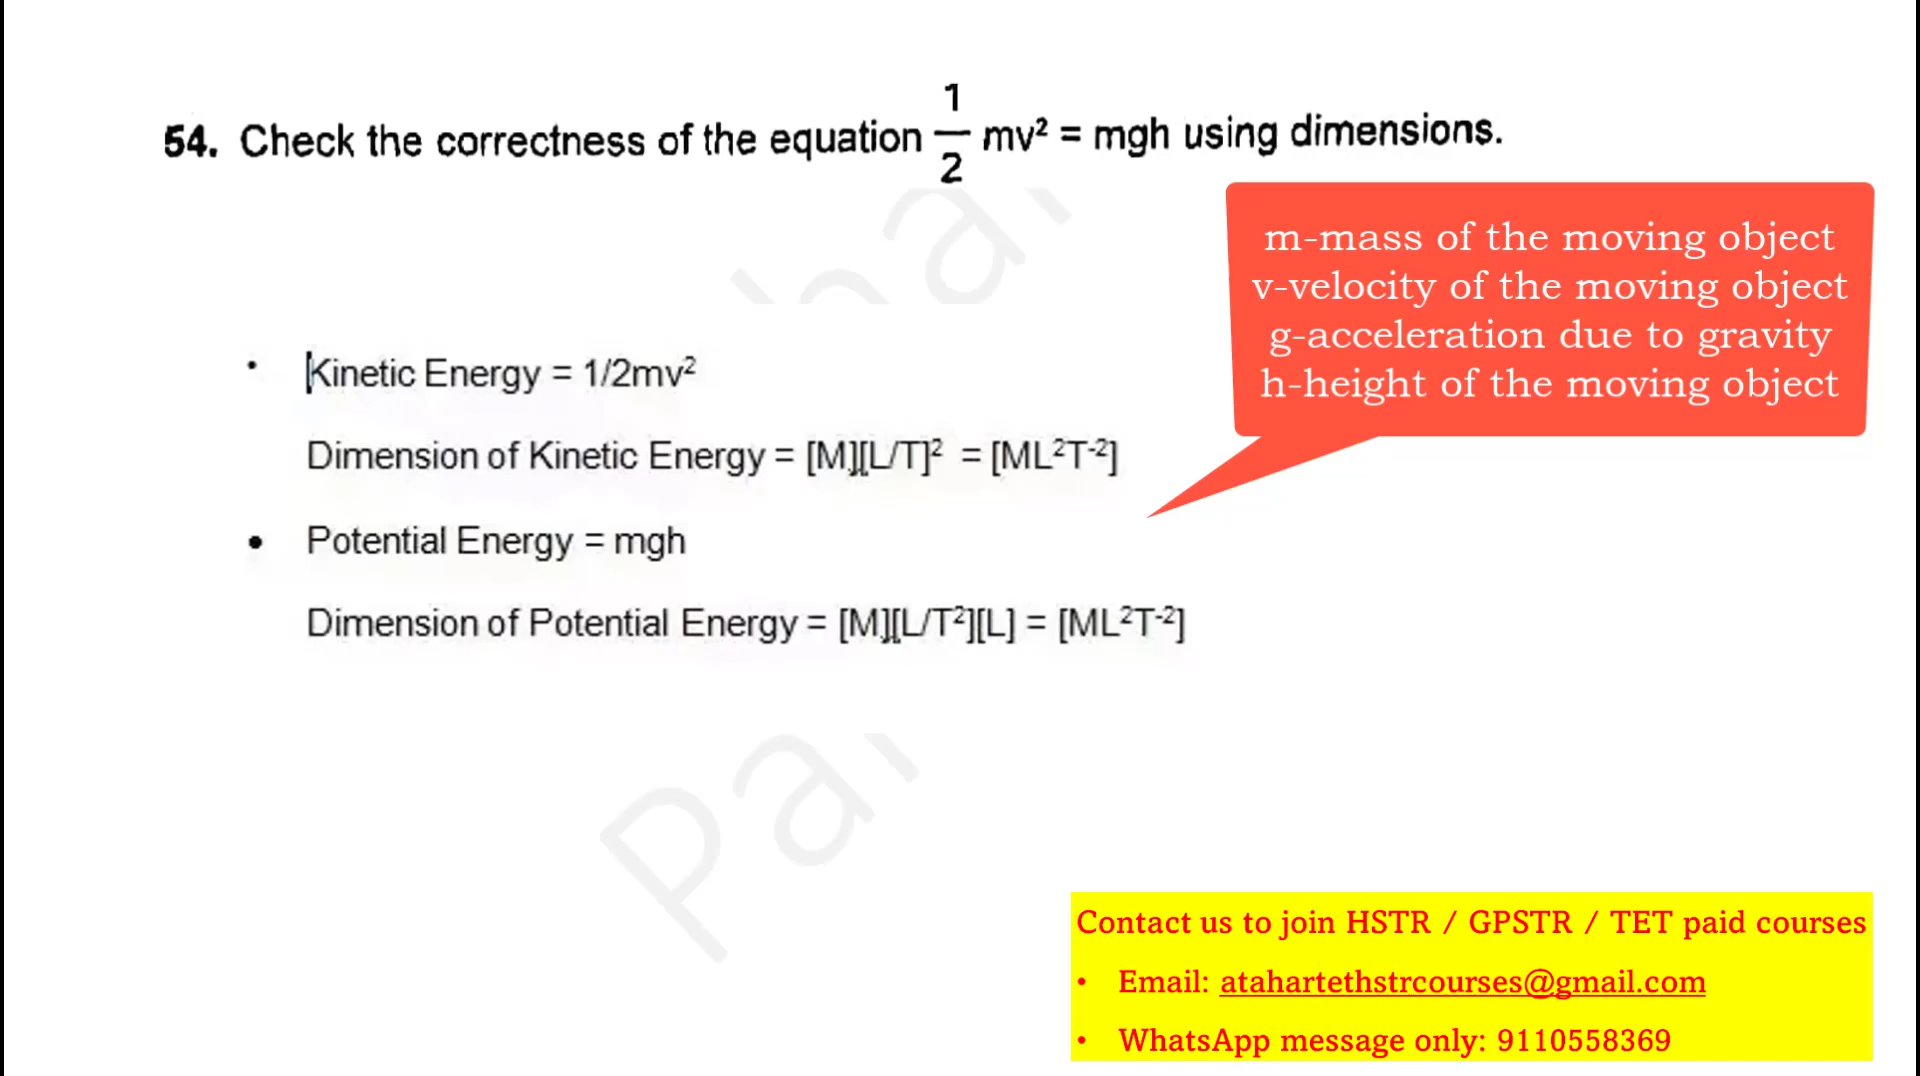 54. Check the correctness of the equation 1/2 mv² = mgh using dimensions.
m-mass of the moving object
v-velocity of the moving object
g-acceleration due to gravity
h-height of the moving object
• Kinetic Energy = 1/2mv²
Dimension of Kinetic Energy = [M][L/T]² = [ML²T⁻²]
• Potential Energy = mgh
Dimension of Potential Energy = [M][L/T²][L] = [ML²T⁻²]
Contact us to join HSTR / GPSTR / TET paid courses
• Email: atahartethstrcourses@gmail.com
• WhatsApp message only: 9110558369